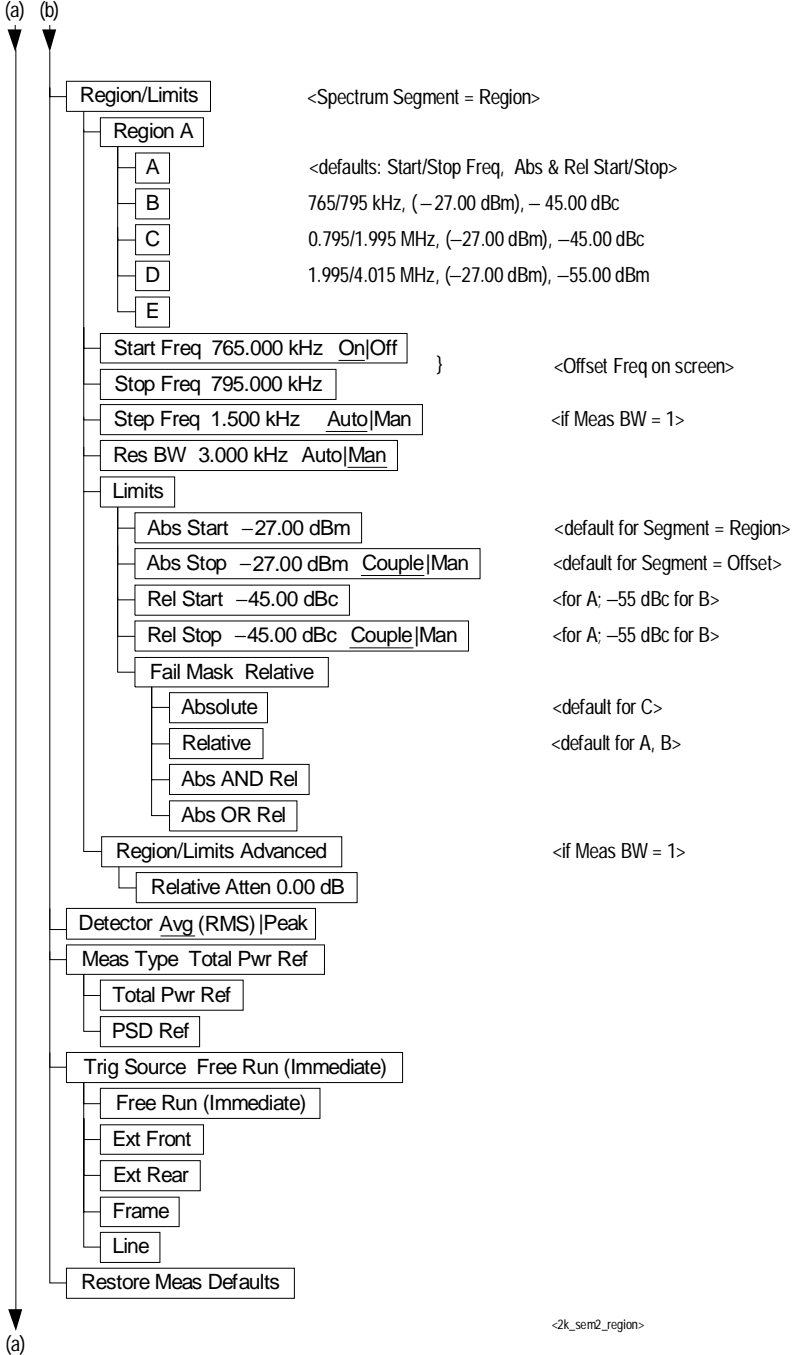 (a) (b)
Region/Limits <Spectrum Segment = Region>
Region A
A <defaults: Start/Stop Freq, Abs & Rel Start/Stop>
B 765/795 kHz, (−27.00 dBm), − 45.00 dBc
C 0.795/1.995 MHz, (−27.00 dBm), −45.00 dBc
D 1.995/4.015 MHz, (−27.00 dBm), −55.00 dBm
E
Start Freq 765.000 kHz On|Off
} <Offset Freq on screen>
Stop Freq 795.000 kHz
Step Freq 1.500 kHz Auto|Man <if Meas BW = 1>
Res BW 3.000 kHz Auto|Man
Limits
Abs Start −27.00 dBm <default for Segment = Region>
Abs Stop −27.00 dBm Couple|Man <default for Segment = Offset>
Rel Start −45.00 dBc <for A; −55 dBc for B>
Rel Stop −45.00 dBc Couple|Man <for A; −55 dBc for B>
Fail Mask Relative
Absolute <default for C>
Relative <default for A, B>
Abs AND Rel
Abs OR Rel
Region/Limits Advanced <if Meas BW = 1>
Relative Atten 0.00 dB
Detector Avg (RMS) |Peak
Meas Type Total Pwr Ref
Total Pwr Ref
PSD Ref
Trig Source Free Run (Immediate)
Free Run (Immediate)
Ext Front
Ext Rear
Frame
Line
Restore Meas Defaults
<2k_sem2_region>
(a)